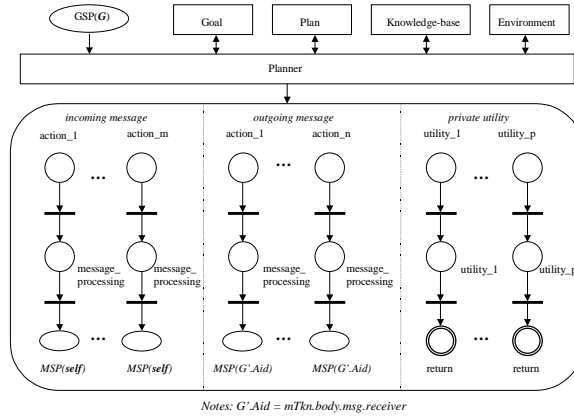 GSP(G)
Goal
Plan
Knowledge-base
Environment
Planner
incoming message
outgoing message
private utility
action_1
action_m
action_1
action_n
utility_1
utility_p
...
...
...
message_
processing
message_
processing
message_
processing
message_
processing
utility_1
utility_p
...
...
...
MSP(self)
MSP(self)
MSP(G'.Aid)
MSP(G'.Aid)
return
return
Notes: G'.Aid = mTkn.body.msg.receiver